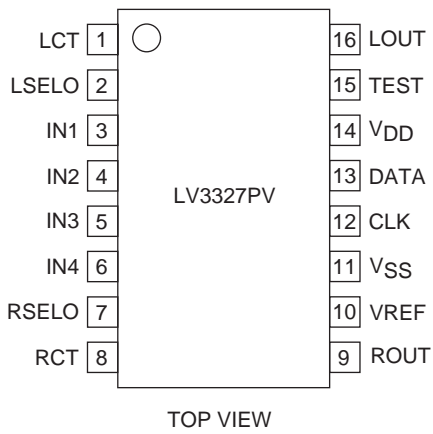 LCT 1 16 LOUT
LSELO 2 15 TEST
IN1 3 14 VDD
IN2 4 13 DATA
LV3327PV
IN3 5 12 CLK
IN4 6 11 VSS
RSELO 7 10 VREF
RCT 8 9 ROUT
TOP VIEW